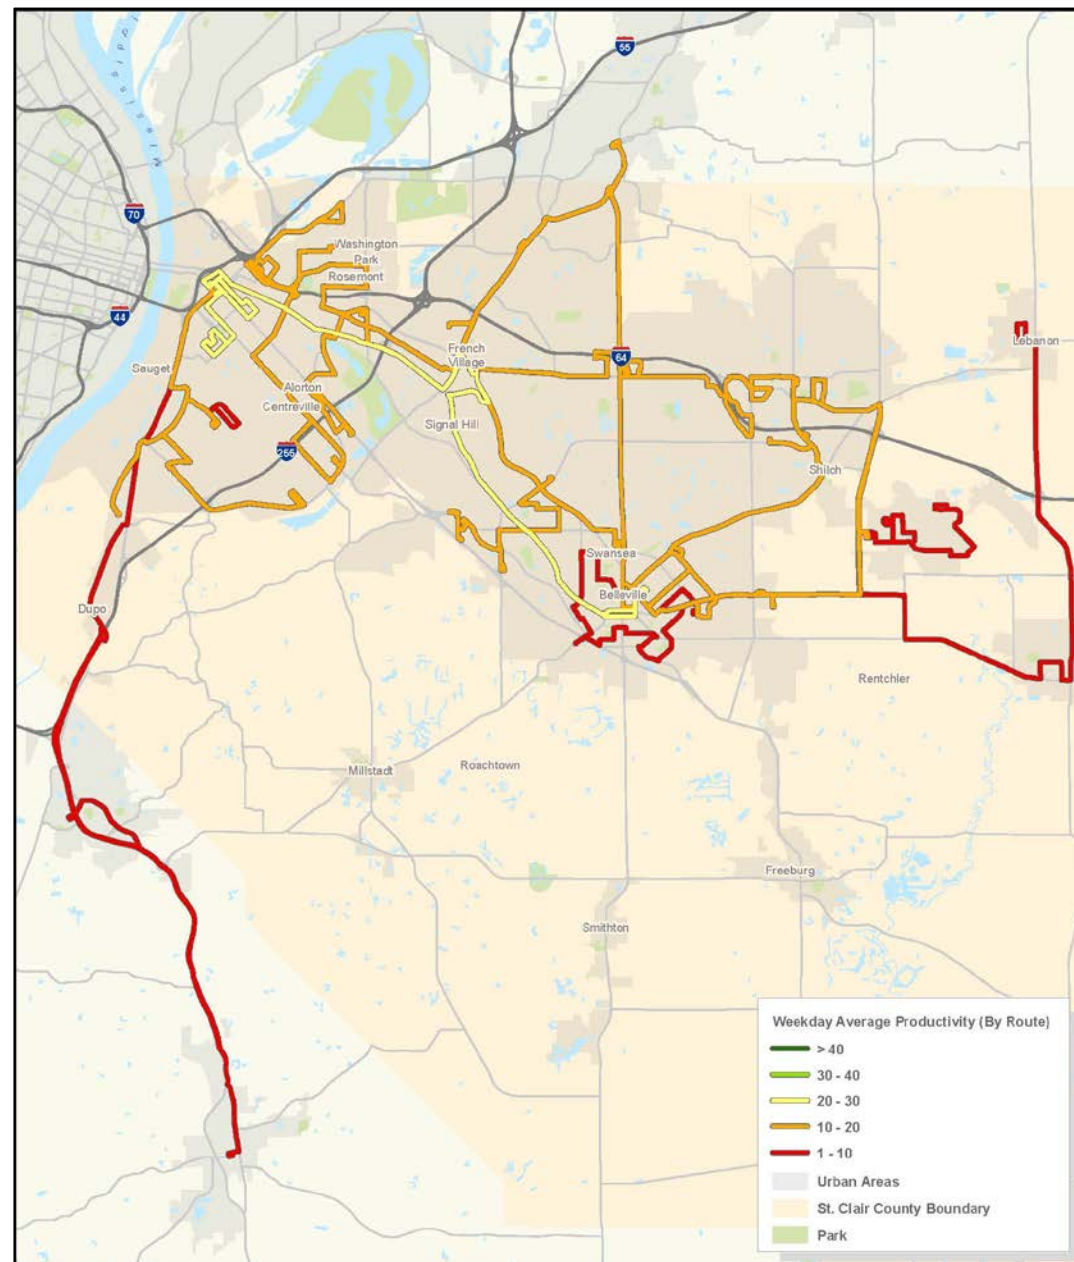 Mississippi
55
70
Washington
Park
Rosemont
44
Sauget
French
Village
64
Lebanon
Alorton
Centreville
Signal Hill
255
Shiloh
Swansea
Belleville
Dupo
Rentchler
Millstadt
Roachtown
Freeburg
Smithton
Weekday Average Productivity (By Route)
> 40
30 - 40
20 - 30
10 - 20
1 - 10
Urban Areas
St. Clair County Boundary
Park